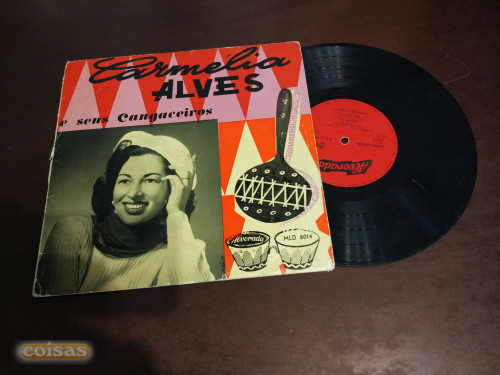 Carmelia
ALVES
e seus Cangaceiros
Alvorada
MLD 8014
Alvorada
coisas